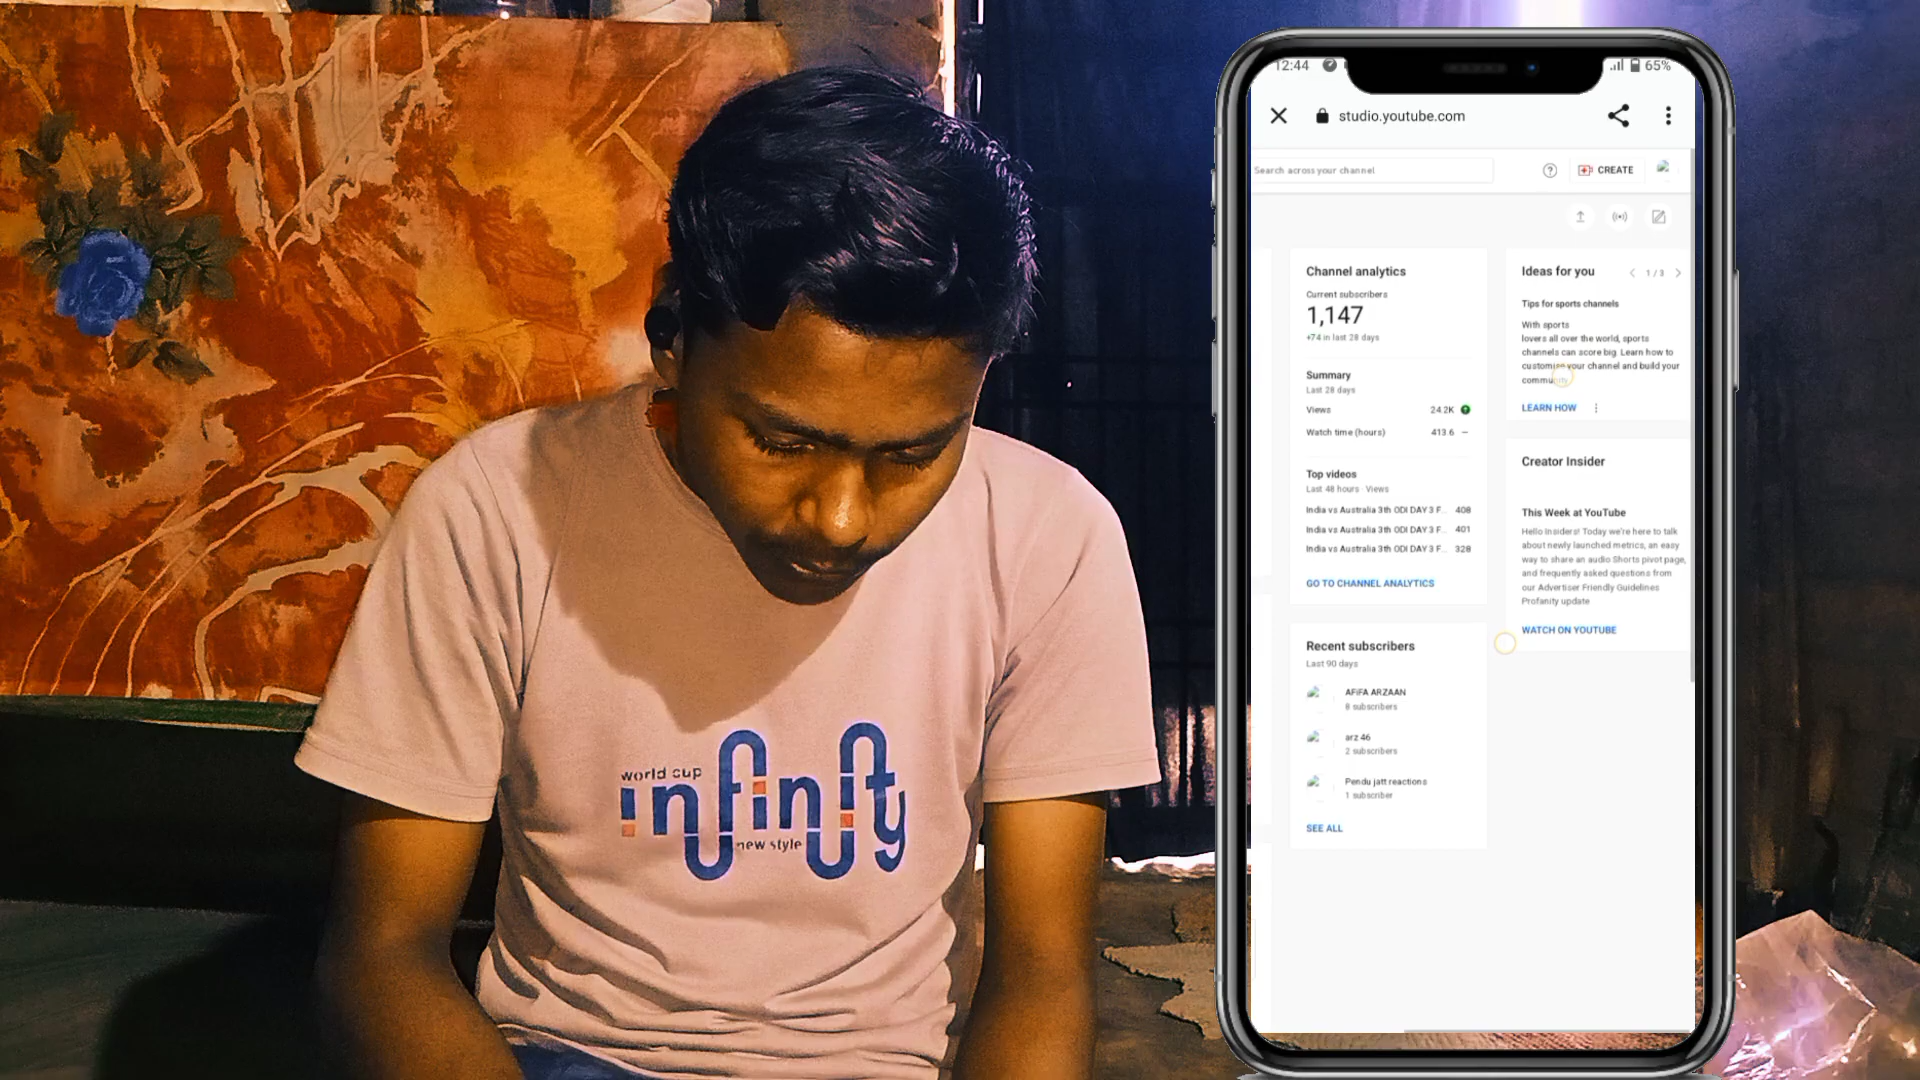 world cup
infinity
new style
12:44
65%
studio.youtube.com
Search across your channel
CREATE
Channel analytics
Current subscribers
1,147
+74 in last 28 days
Summary
Last 28 days
Views 24.2K
Watch time (hours) 413.6 –
Top videos
Last 48 hours · Views
India vs Australia 3th ODI DAY 3 F... 408
India vs Australia 3th ODI DAY 3 F... 401
India vs Australia 3th ODI DAY 3 F... 328
GO TO CHANNEL ANALYTICS
Recent subscribers
Last 90 days
AFiFA ARZAAN
8 subscribers
arz 46
2 subscribers
Pendu jatt reactions
1 subscriber
SEE ALL
Ideas for you 1 / 3
Tips for sports channels
With sports
lovers all over the world, sports
channels can score big. Learn how to
customize your channel and build your
community.
LEARN HOW
Creator Insider
This Week at YouTube
Hello Insiders! Today we're here to talk
about newly launched metrics, an easy
way to share an audio Shorts pivot page,
and frequently asked questions from
our Advertiser Friendly Guidelines
Profanity update
WATCH ON YOUTUBE